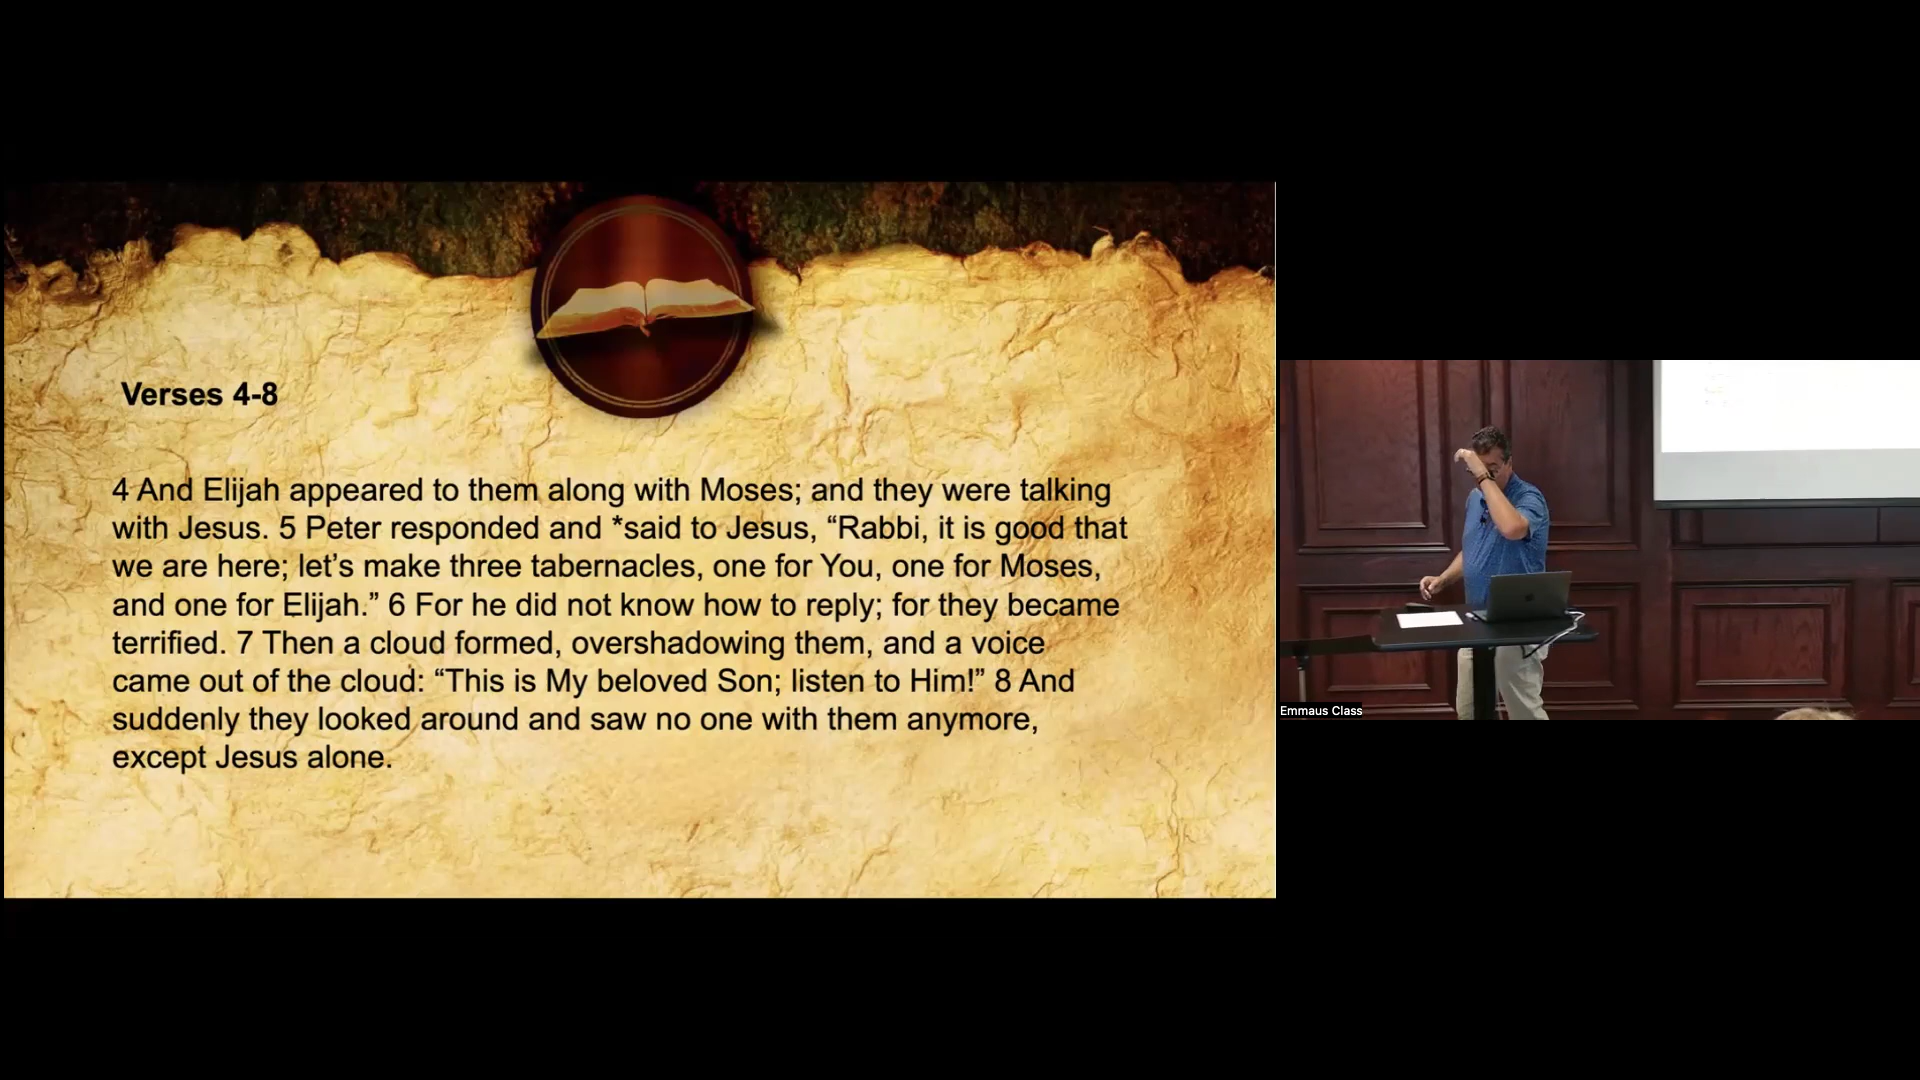 Verses 4-8
4 And Elijah appeared to them along with Moses; and they were talking
with Jesus. 5 Peter responded and *said to Jesus, “Rabbi, it is good that
we are here; let’s make three tabernacles, one for You, one for Moses,
and one for Elijah.” 6 For he did not know how to reply; for they became
terrified. 7 Then a cloud formed, overshadowing them, and a voice
came out of the cloud: “This is My beloved Son; listen to Him!” 8 And
suddenly they looked around and saw no one with them anymore,
except Jesus alone.
Emmaus Class